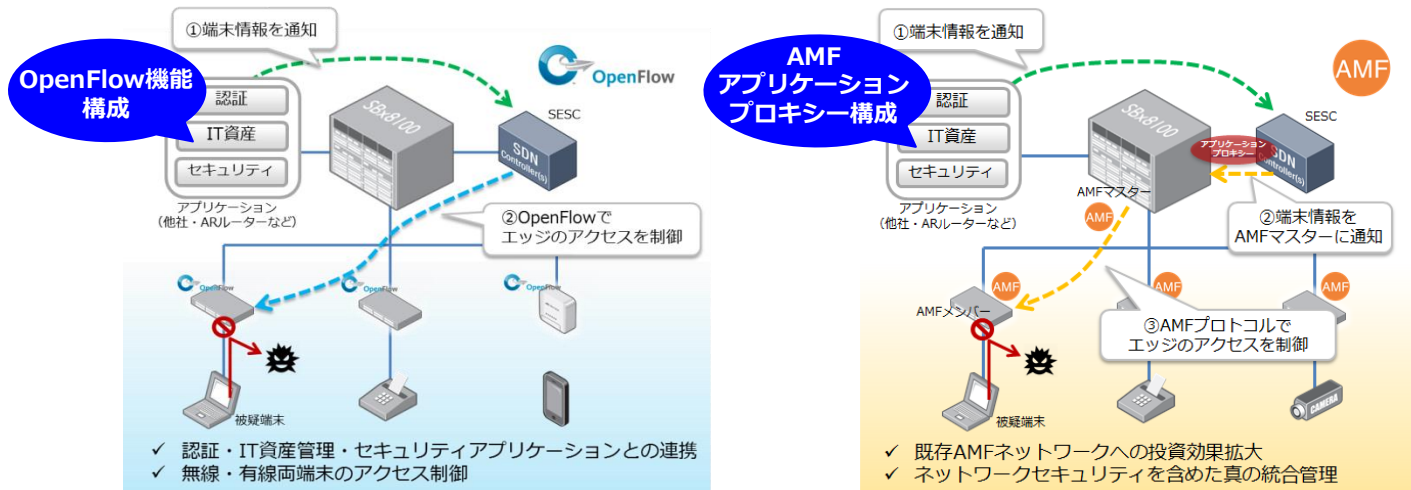 ①端末情報を通知
OpenFlow機能
構成
OpenFlow
認証
IT資産
セキュリティ
SBx8100
SESC
SDN
Controller(s)
アプリケーション
(他社・ARルーターなど)
②OpenFlowで
エッジのアクセスを制御
OpenFlow
OpenFlow
OpenFlow
被疑端末
✓ 認証・IT資産管理・セキュリティアプリケーションとの連携
✓ 無線・有線両端末のアクセス制御
①端末情報を通知
AMF
アプリケーション
プロキシー構成
AMF
認証
IT資産
セキュリティ
SBx8100
SESC
アプリケーション
プロキシー
SDN
Controller(s)
AMFマスター
アプリケーション
(他社・ARルーターなど)
AMF
②端末情報を
AMFマスターに通知
AMF
AMF
AMF
AMFメンバー
③AMFプロトコルで
エッジのアクセスを制御
CAMERA
被疑端末
✓ 既存AMFネットワークへの投資効果拡大
✓ ネットワークセキュリティを含めた真の統合管理